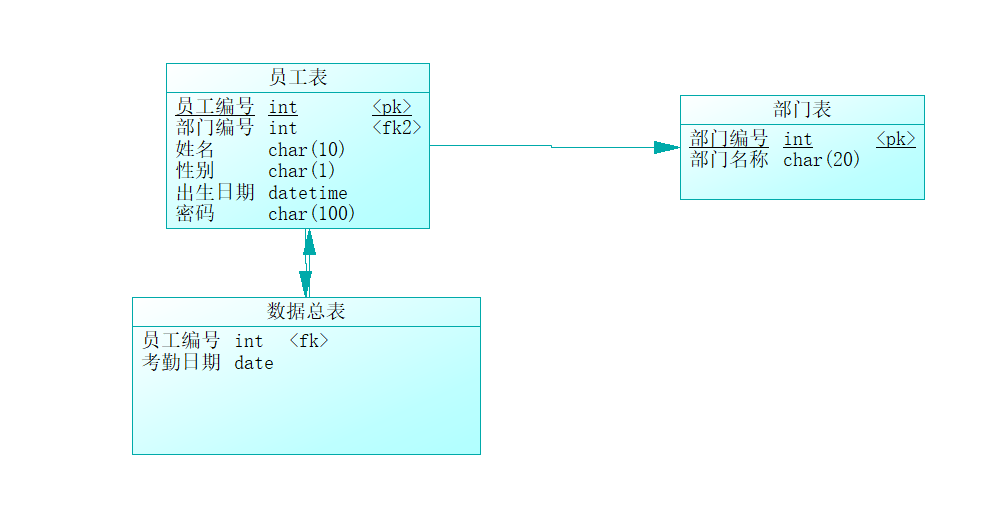 员工表
员工编号 int <pk>
部门编号 int <fk2>
姓名 char(10)
性别 char(1)
出生日期 datetime
密码 char(100)
部门表
部门编号 int <pk>
部门名称 char(20)
数据总表
员工编号 int <fk>
考勤日期 date